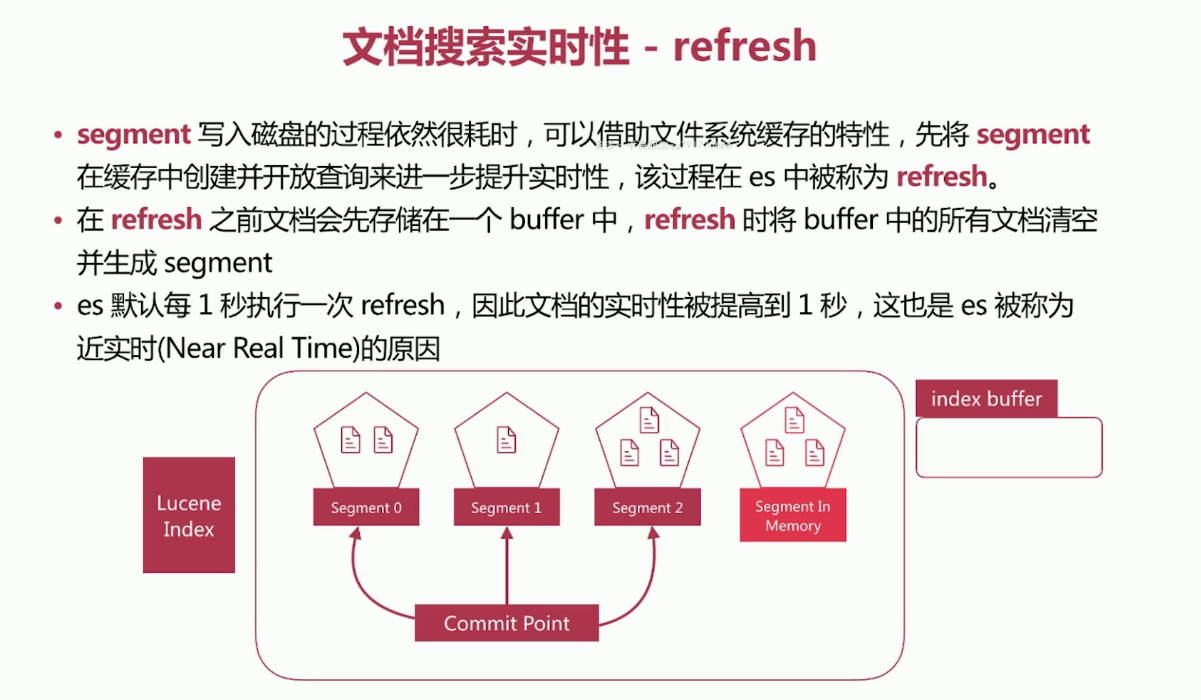 文档搜索实时性 - refresh
• segment 写入磁盘的过程依然很耗时，可以借助文件系统缓存的特性，先将 segment
在缓存中创建并开放查询来进一步提升实时性，该过程在 es 中被称为 refresh。
• 在 refresh 之前文档会先存储在一个 buffer 中，refresh 时将 buffer 中的所有文档清空
并生成 segment
• es 默认每 1 秒执行一次 refresh，因此文档的实时性被提高到 1 秒，这也是 es 被称为
近实时(Near Real Time)的原因
index buffer
Lucene
Index
Segment 0
Segment 1
Segment 2
Segment In
Memory
Commit Point